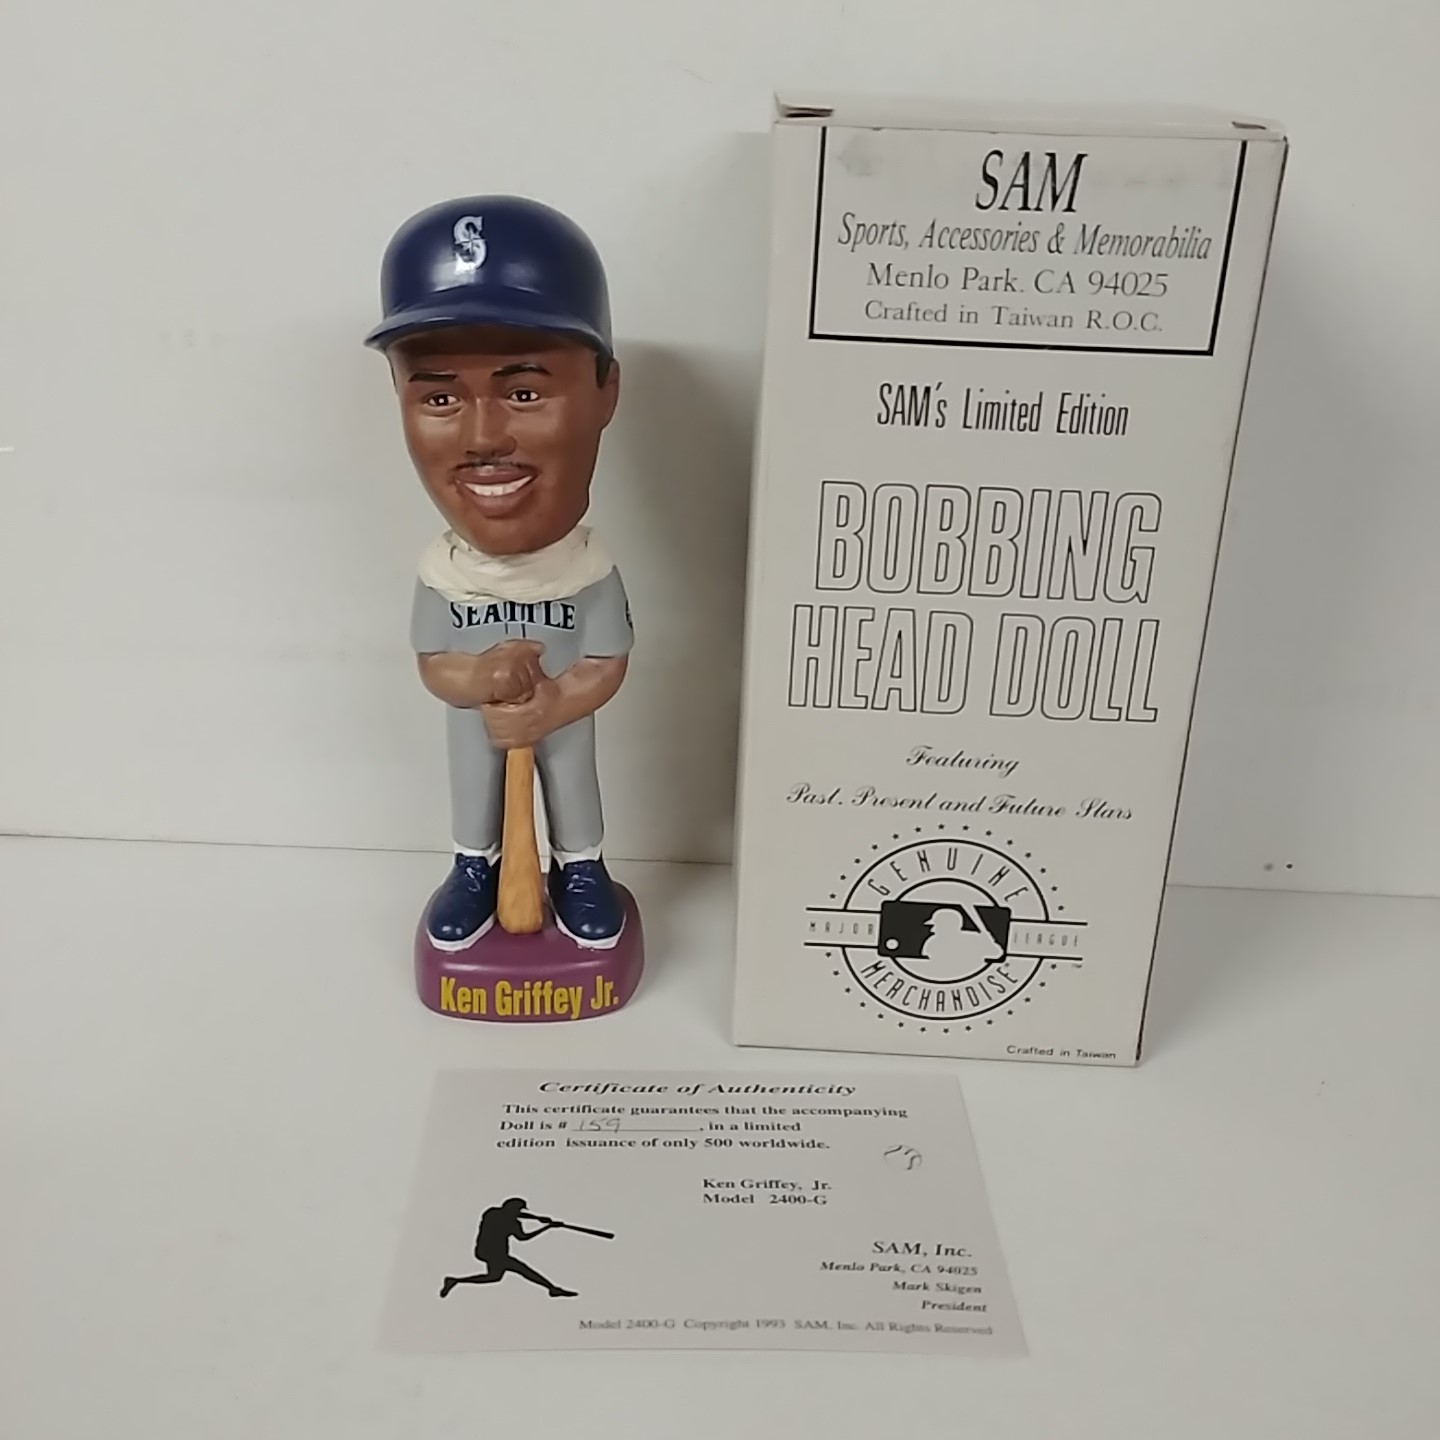 S
SEATTLE
Ken Griffey Jr.
SAM
Sports, Accessories & Memorabilia
Menlo Park. CA 94025
Crafted in Taiwan R.O.C.
SAM's Limited Edition
BOBBING
HEAD DOLL
Featuring
Past, Present and Future Stars
GENUINE
MAJOR LEAGUE
MERCHANDISE
Crafted in Taiwan
Certificate of Authenticity
This certificate guarantees that the accompanying
Doll is # 159, in a limited
edition issuance of only 500 worldwide.
Ken Griffey, Jr.
Model 2400-G
SAM, Inc.
Menlo Park, CA 94025
Mark Skigen
President
Model 2400-G Copyright 1993 SAM, Inc. All Rights Reserved